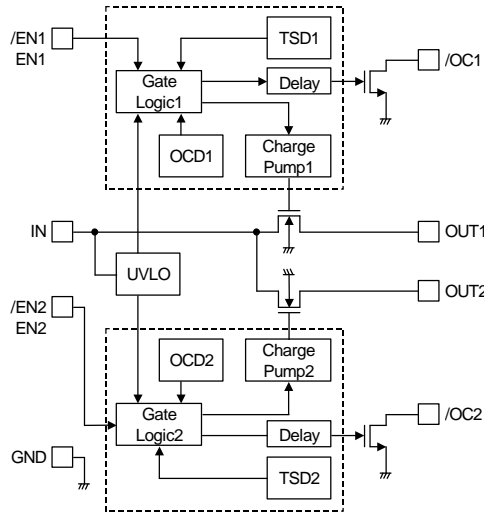 /EN1
EN1
TSD1
/OC1
Gate
Logic1
Delay
OCD1
Charge
Pump1
IN
OUT1
UVLO
OUT2
/EN2
EN2
OCD2
Charge
Pump2
Gate
Logic2
/OC2
Delay
GND
TSD2